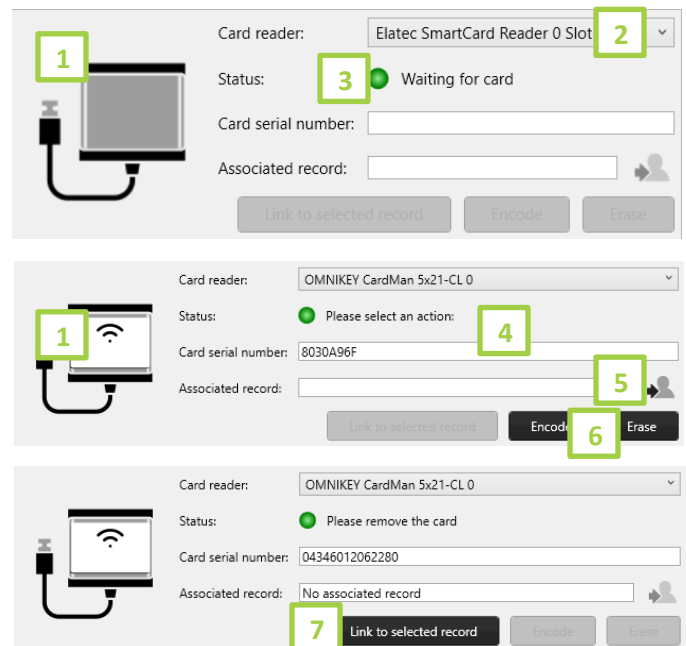 Card reader: Elatec SmartCard Reader 0 Slot 2
1
Status: 3 Waiting for card
Card serial number:
Associated record:
Link to selected record Encode Erase
Card reader: OMNIKEY CardMan 5x21-CL 0
1 Status: Please select an action: 4
Card serial number: 8030A96F
Associated record: 5
Link to selected record Encode 6 Erase
Card reader: OMNIKEY CardMan 5x21-CL 0
Status: Please remove the card
Card serial number: 04346012062280
Associated record: No associated record
7 Link to selected record Encode Erase